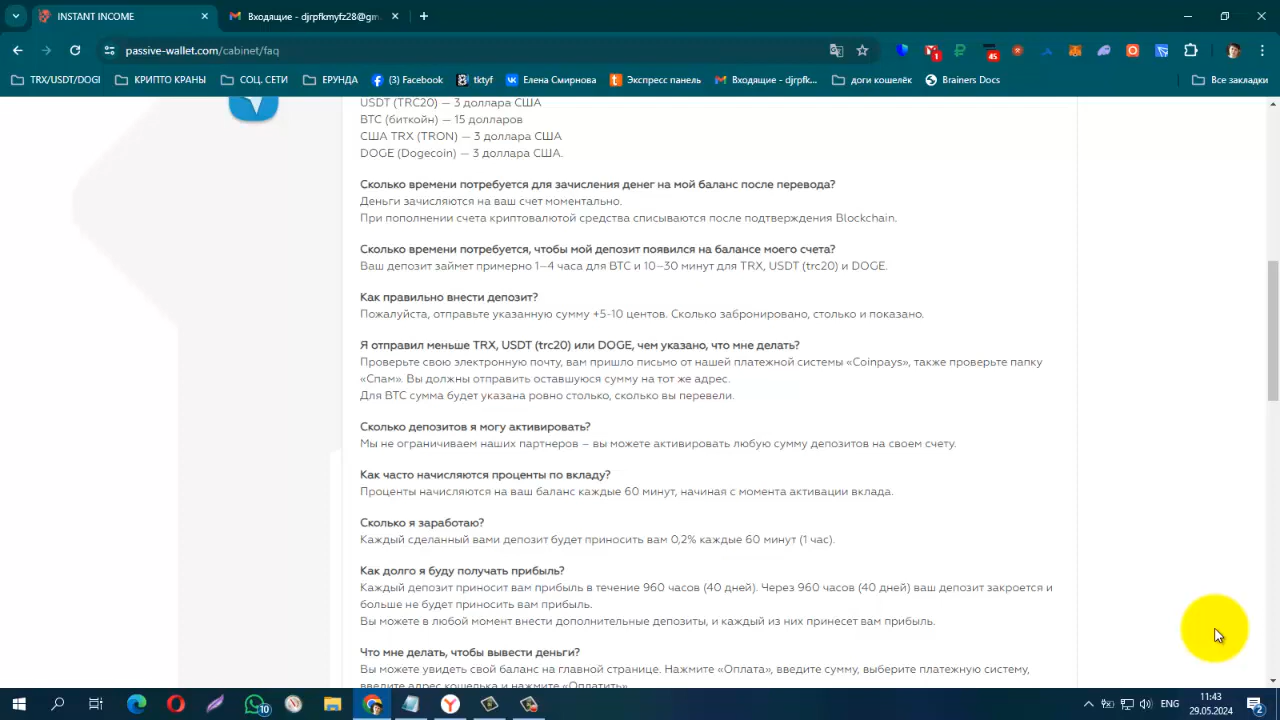 INSTANT INCOME
Входящие - djrpfkmyfz28@gm
passive-wallet.com/cabinet/faq
1
45
TRX/USDT/DOGI
КРИПТО КРАНЫ
СОЦ. СЕТИ
ЕРУНДА
(3) Facebook
tktyf
Елена Смирнова
Экспресс панель
Входящие - djrpfk...
доги кошелёк
Brainers Docs
Все закладки
USDT (TRC20) — 3 доллара США
BTC (биткойн) — 15 долларов
США TRX (TRON) — 3 доллара США
DOGE (Dogecoin) — 3 доллара США.
Сколько времени потребуется для зачисления денег на мой баланс после перевода?
Деньги зачисляются на ваш счет моментально.
При пополнении счета криптовалютой средства списываются после подтверждения Blockchain.
Сколько времени потребуется, чтобы мой депозит появился на балансе моего счета?
Ваш депозит займет примерно 1–4 часа для BTC и 10–30 минут для TRX, USDT (trc20) и DOGE.
Как правильно внести депозит?
Пожалуйста, отправьте указанную сумму +5-10 центов. Сколько забронировано, столько и показано.
Я отправил меньше TRX, USDT (trc20) или DOGE, чем указано, что мне делать?
Проверьте свою электронную почту, вам пришло письмо от нашей платежной системы «Coinpays», также проверьте папку
«Спам». Вы должны отправить оставшуюся сумму на тот же адрес.
Для BTC сумма будет указана ровно столько, сколько вы перевели.
Сколько депозитов я могу активировать?
Мы не ограничиваем наших партнеров – вы можете активировать любую сумму депозитов на своем счету.
Как часто начисляются проценты по вкладу?
Проценты начисляются на ваш баланс каждые 60 минут, начиная с момента активации вклада.
Сколько я заработаю?
Каждый сделанный вами депозит будет приносить вам 0,2% каждые 60 минут (1 час).
Как долго я буду получать прибыль?
Каждый депозит приносит вам прибыль в течение 960 часов (40 дней). Через 960 часов (40 дней) ваш депозит закроется и
больше не будет приносить вам прибыль.
Вы можете в любой момент внести дополнительные депозиты, и каждый из них принесет вам прибыль.
Что мне делать, чтобы вывести деньги?
Вы можете увидеть свой баланс на главной странице. Нажмите «Оплата», введите сумму, выберите платежную систему,
введите адрес кошелька и нажмите «Оплатить».
10
ENG
11:43
29.05.2024
2